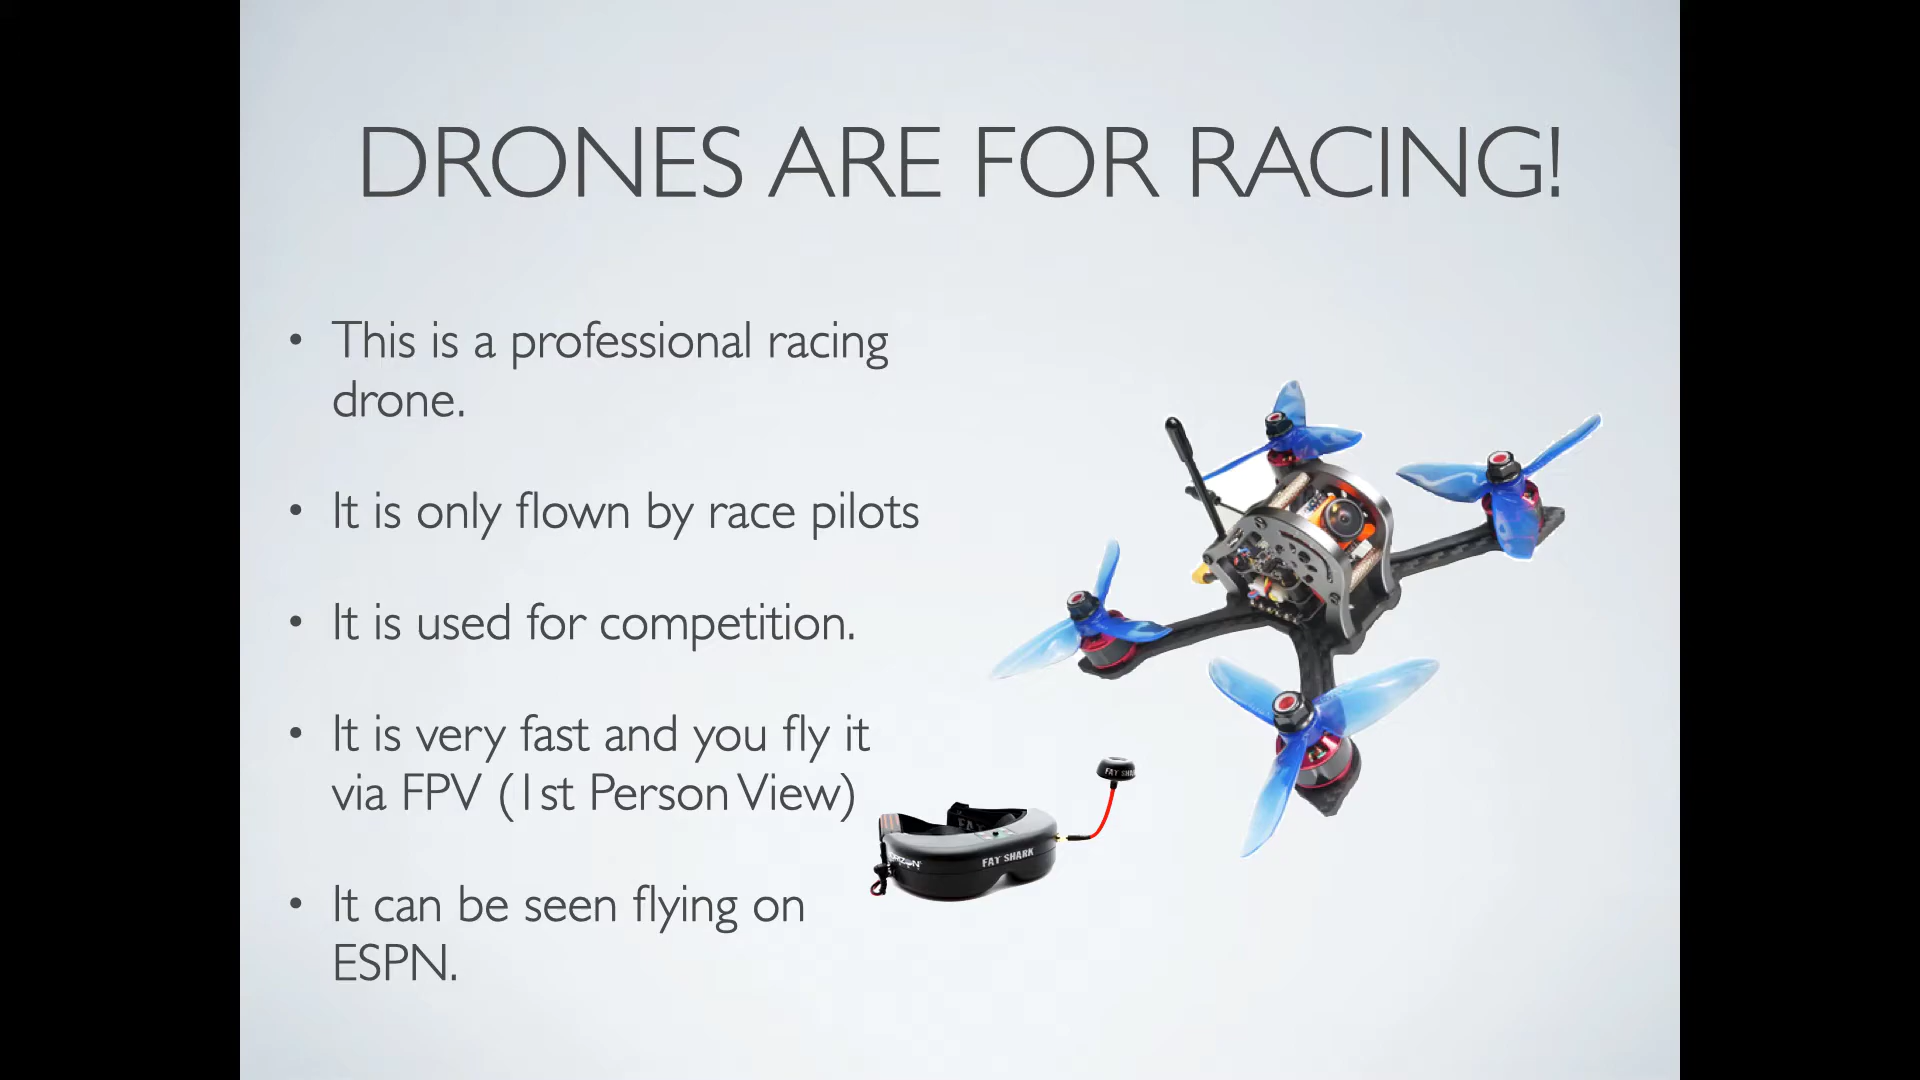 DRONES ARE FOR RACING!
• This is a professional racing
drone.
• It is only flown by race pilots
• It is used for competition.
• It is very fast and you fly it
via FPV (1st Person View)
• It can be seen flying on
ESPN.
FAT SHARK